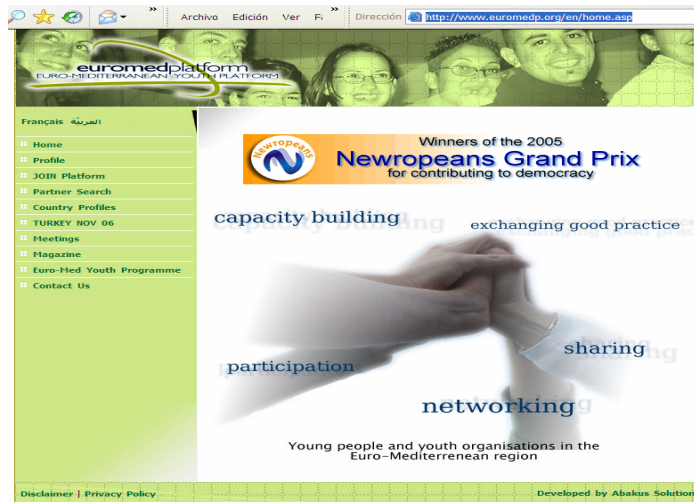 Archivo Edición Ver Fi Dirección http://www.euromedp.org/en/home.asp
euromedplatform
EURO-MEDITERRANEAN YOUTH PLATFORM
Français العربيّة
Home
Profile
JOIN Platform
Partner Search
Country Profiles
TURKEY NOV 06
Meetings
Magazine
Euro-Med Youth Programme
Contact Us
Newropeans
Winners of the 2005
Newropeans Grand Prix
for contributing to democracy
capacity building
exchanging good practice
sharing
participation
networking
Young people and youth organisations in the
Euro-Mediterrenean region
Disclaimer | Privacy Policy
Developed by Abakus Solution